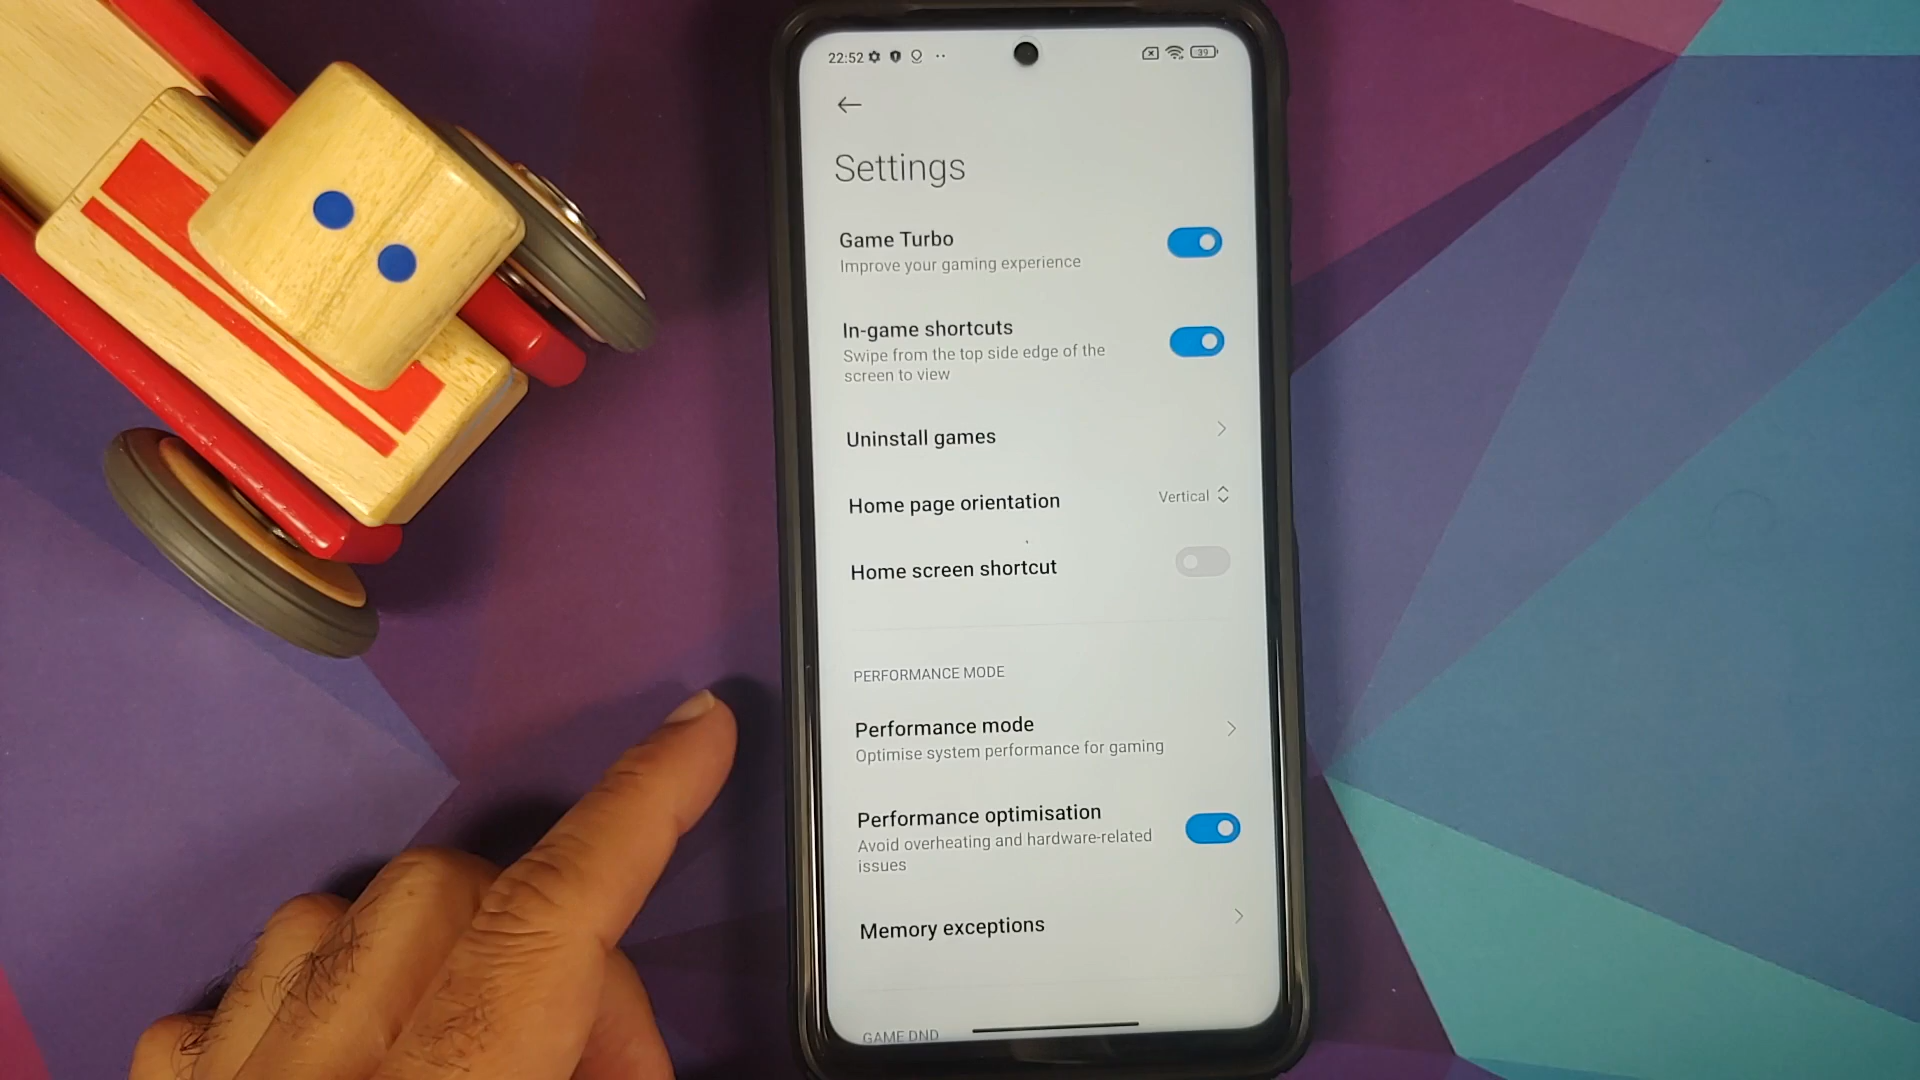 22:52
39
Settings
Game Turbo
Improve your gaming experience
In-game shortcuts
Swipe from the top side edge of the
screen to view
Uninstall games
Home page orientation
Vertical
Home screen shortcut
PERFORMANCE MODE
Performance mode
Optimise system performance for gaming
Performance optimisation
Avoid overheating and hardware-related
issues
Memory exceptions
GAME DND